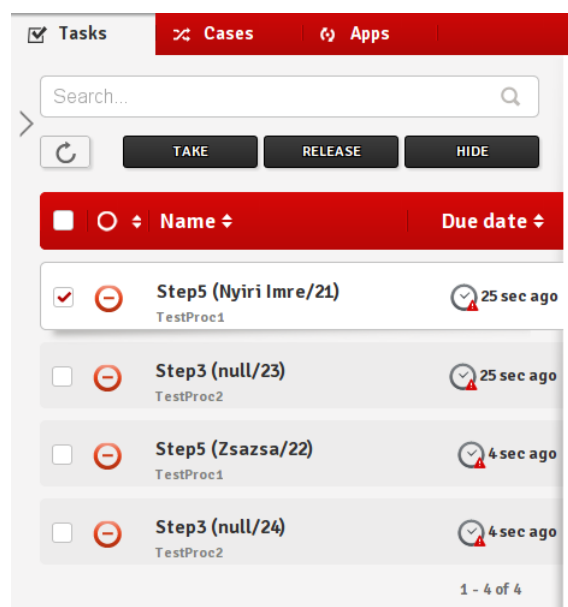 Tasks Cases Apps
Search...
TAKE RELEASE HIDE
Name Due date
Step5 (Nyiri Imre/21) 25 sec ago
TestProc1
Step3 (null/23) 25 sec ago
TestProc2
Step5 (Zsazsa/22) 4 sec ago
TestProc1
Step3 (null/24) 4 sec ago
TestProc2
1 - 4 of 4